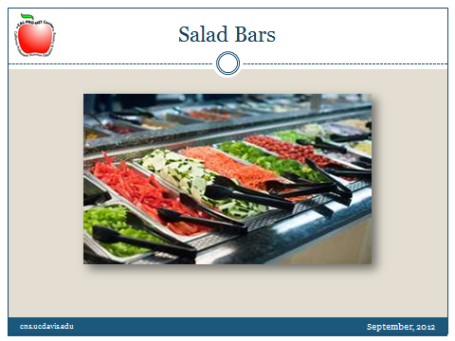 Salad Bars
cns.ucdavis.edu
September, 2012